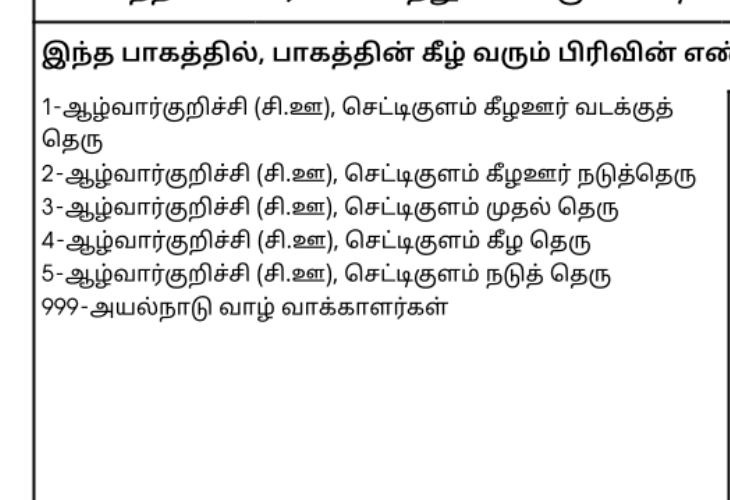 இந்த பாகத்தில், பாகத்தின் கீழ் வரும் பிரிவின்
1-ஆழ்வார்குறிச்சி (சி.ஊ), செட்டிகுளம் கீழஊர் வடக்குத்
தெரு
2-ஆழ்வார்குறிச்சி (சி.ஊ), செட்டிகுளம் கீழஊர் நடுத்தெரு
3-ஆழ்வார்குறிச்சி (சி.ஊ), செட்டிகுளம் முதல் தெரு
4-ஆழ்வார்குறிச்சி (சி.ஊ), செட்டிகுளம் கீழ தெரு
5-ஆழ்வார்குறிச்சி (சி.ஊ), செட்டிகுளம் நடுத் தெரு
999-அயல்நாடு வாழ் வாக்காளர்கள்